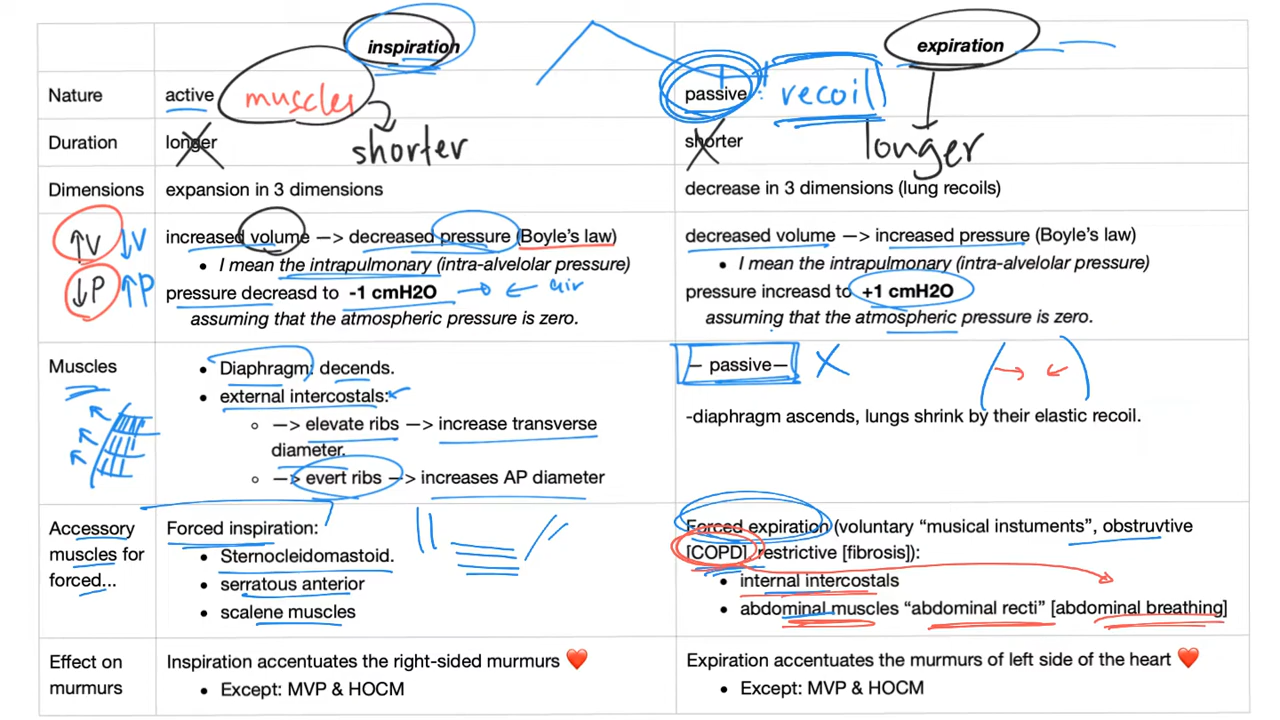 inspiration
expiration
Nature
active
muscles
passive
recoil
Duration
longer
shorter
shorter
longer
Dimensions
expansion in 3 dimensions
decrease in 3 dimensions (lung recoils)
↑V ↓V
↓P ↑P
increased volume —> decreased pressure (Boyle’s law)
• I mean the intrapulmonary (intra-alvelolar pressure)
pressure decreasd to -1 cmH2O → ← air
assuming that the atmospheric pressure is zero.
decreased volume —> increased pressure (Boyle’s law)
• I mean the intrapulmonary (intra-alvelolar pressure)
pressure increasd to +1 cmH2O
assuming that the atmospheric pressure is zero.
Muscles
• Diaphragm: decends.
• external intercostals:
○ —> elevate ribs —> increase transverse
diameter.
○ —> evert ribs —> increases AP diameter
— passive— X
-diaphragm ascends, lungs shrink by their elastic recoil.
Accessory
muscles for
forced...
Forced inspiration:
• Sternocleidomastoid.
• serratous anterior
• scalene muscles
Forced expiration (voluntary “musical instuments”, obstruvtive
[COPD] restrictive [fibrosis]):
• internal intercostals
• abdominal muscles “abdominal recti” [abdominal breathing]
Effect on
murmurs
Inspiration accentuates the right-sided murmurs ❤️
• Except: MVP & HOCM
Expiration accentuates the murmurs of left side of the heart ❤️
• Except: MVP & HOCM